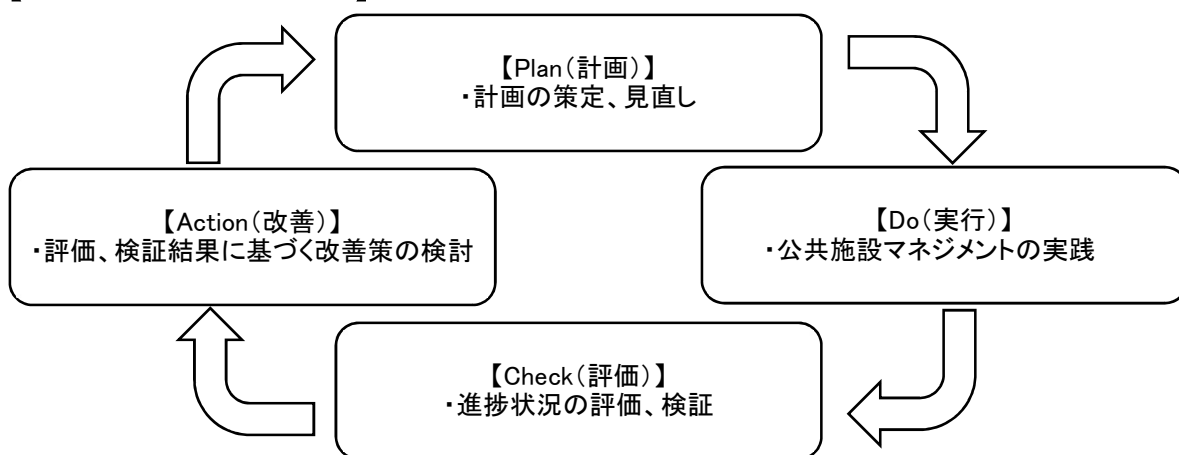 【Plan(計画)】
・計画の策定、見直し
【Do(実行)】
・公共施設マネジメントの実践
【Check(評価)】
・進捗状況の評価、検証
【Action(改善)】
・評価、検証結果に基づく改善策の検討